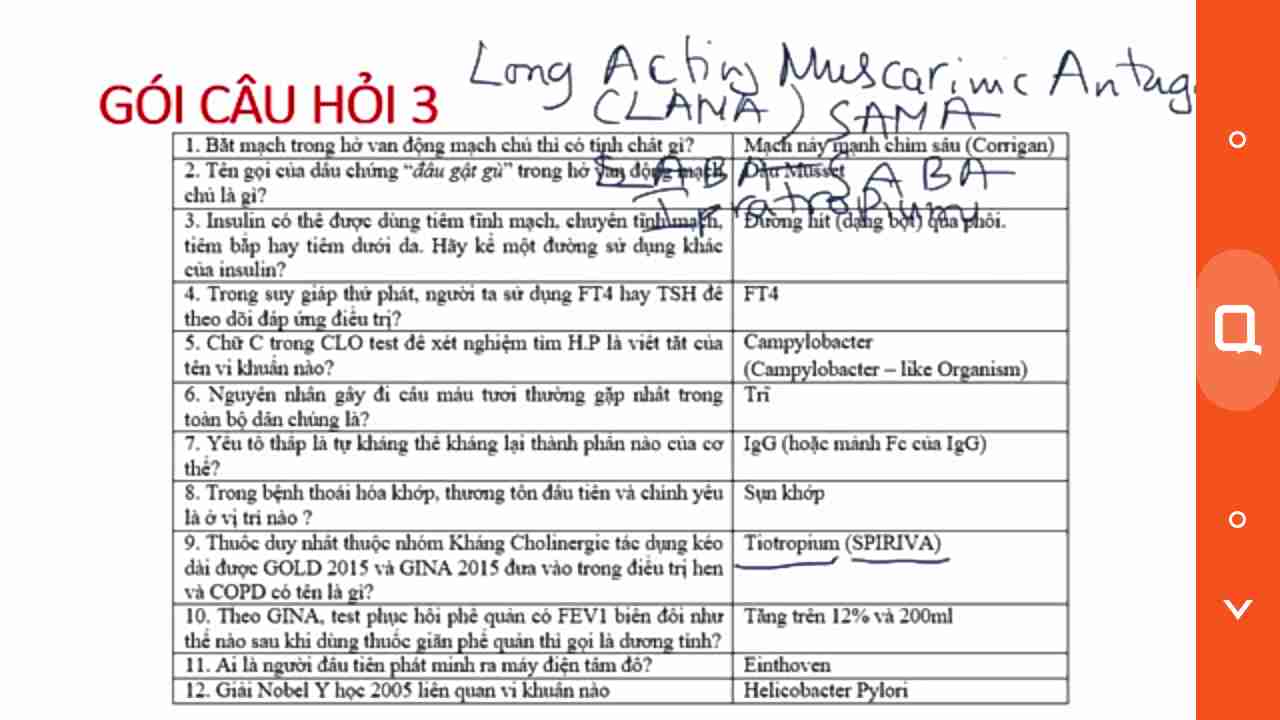 Long Acting Muscarinic Antag
GÓI CÂU HỎI 3
(LAMA) SAMA
1. Bắt mạch trong hở van động mạch chủ thì có tính chất gì?
Mạch nảy mạnh chìm sâu (Corrigan)
LABA SABA
2. Tên gọi của dấu chứng “đầu gật gù” trong hở van động mạch
chủ là gì?
Dấu Musset
Ipratropium
3. Insulin có thể được dùng tiêm tĩnh mạch, chuyền tĩnh mạch,
tiêm bắp hay tiêm dưới da. Hãy kể một đường sử dụng khác
của insulin?
Đường hít (dạng bột) qua phổi.
4. Trong suy giáp thứ phát, người ta sử dụng FT4 hay TSH để
theo dõi đáp ứng điều trị?
FT4
5. Chữ C trong CLO test để xét nghiệm tìm H.P là viết tắt của
tên vi khuẩn nào?
Campylobacter
(Campylobacter – like Organism)
6. Nguyên nhân gây đi cầu máu tươi thường gặp nhất trong
toàn bộ dân chúng là?
Trĩ
7. Yếu tố thấp là tự kháng thể kháng lại thành phần nào của cơ
thể?
IgG (hoặc mảnh Fc của IgG)
8. Trong bệnh thoái hóa khớp, thương tổn đầu tiên và chính yếu
là ở vị trí nào ?
Sụn khớp
9. Thuốc duy nhất thuộc nhóm Kháng Cholinergic tác dụng kéo
dài được GOLD 2015 và GINA 2015 đưa vào trong điều trị hen
và COPD có tên là gì?
Tiotropium (SPIRIVA)
10. Theo GINA, test phục hồi phế quản có FEV1 biến đổi như
thế nào sau khi dùng thuốc giãn phế quản thì gọi là dương tính?
Tăng trên 12% và 200ml
11. Ai là người đầu tiên phát minh ra máy điện tâm đồ?
Einthoven
12. Giải Nobel Y học 2005 liên quan vi khuẩn nào
Helicobacter Pylori